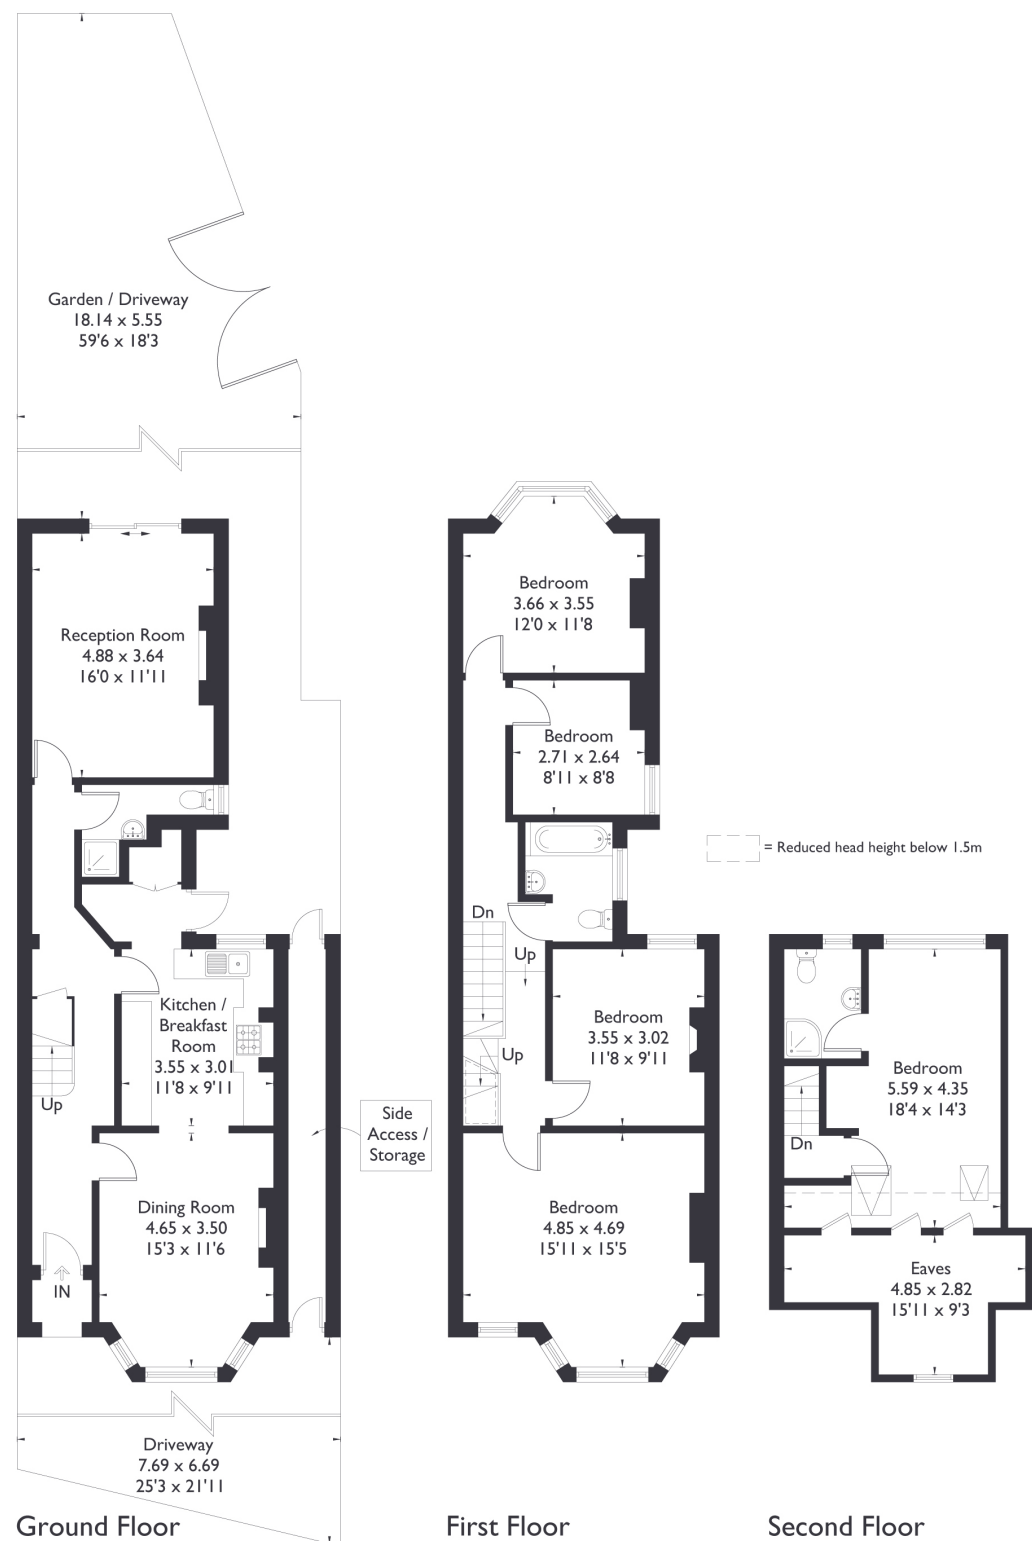 Garden / Driveway
18.14 x 5.55
59'6 x 18'3
Reception Room
4.88 x 3.64
16'0 x 11'11
Kitchen /
Breakfast
Room
3.55 x 3.01
11'8 x 9'11
Up
Side
Access /
Storage
Dining Room
4.65 x 3.50
15'3 x 11'6
IN
Driveway
7.69 x 6.69
25'3 x 21'11
Ground Floor
Bedroom
3.66 x 3.55
12'0 x 11'8
Bedroom
2.71 x 2.64
8'11 x 8'8
Dn
Up
Bedroom
3.55 x 3.02
11'8 x 9'11
Up
Bedroom
4.85 x 4.69
15'11 x 15'5
First Floor
= Reduced head height below 1.5m
Bedroom
5.59 x 4.35
18'4 x 14'3
Dn
Eaves
4.85 x 2.82
15'11 x 9'3
Second Floor